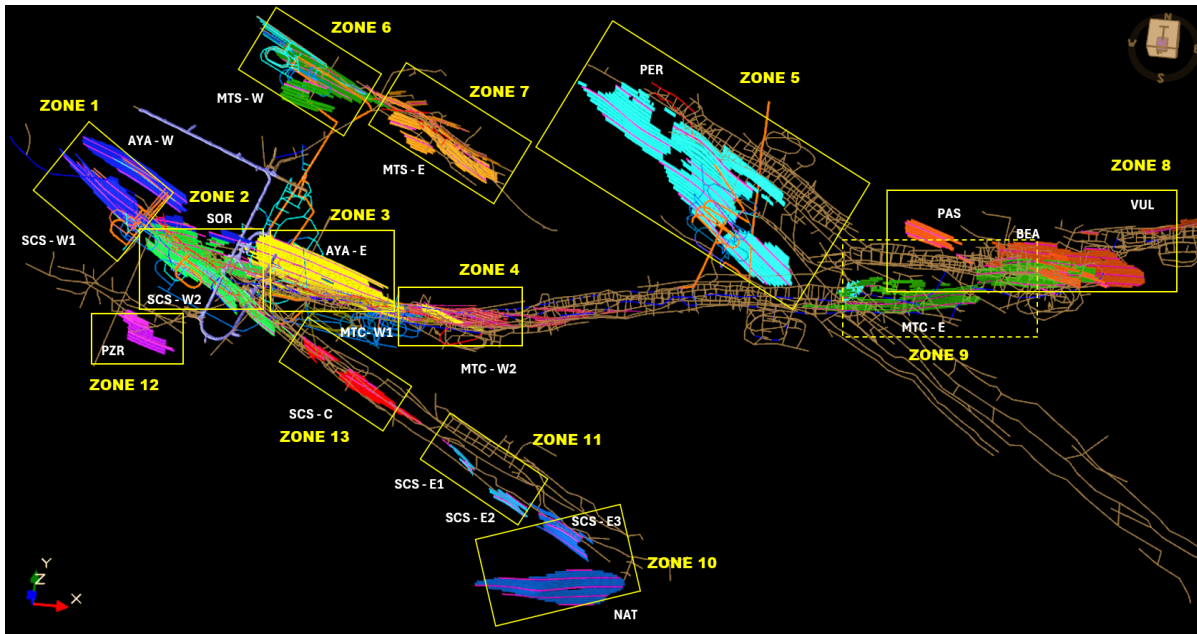 ZONE 6
PER
ZONE 5
MTS - W
ZONE 7
ZONE 1
AYA - W
MTS - E
ZONE 8
ZONE 2
SOR
ZONE 3
PAS
VUL
SCS - W1
AYA - E
BEA
ZONE 4
SCS - W2
MTC- W1
MTC - E
PZR
MTC - W2
ZONE 9
ZONE 12
SCS - C
ZONE 13
ZONE 11
SCS - E1
SCS - E2
SCS - E3
ZONE 10
NAT
Y
Z
X
N
T
W
S